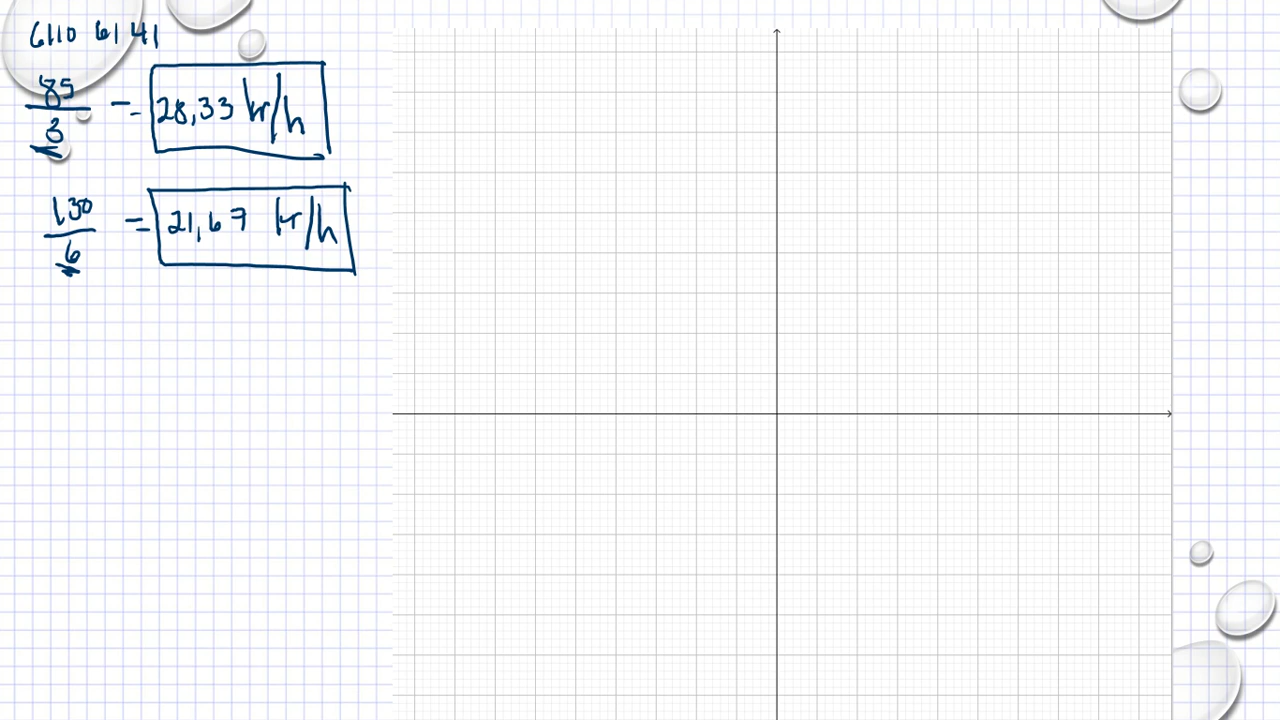 6110 6141
85
3
= 28,33 kr/h
130
6
= 21,67 kr/h